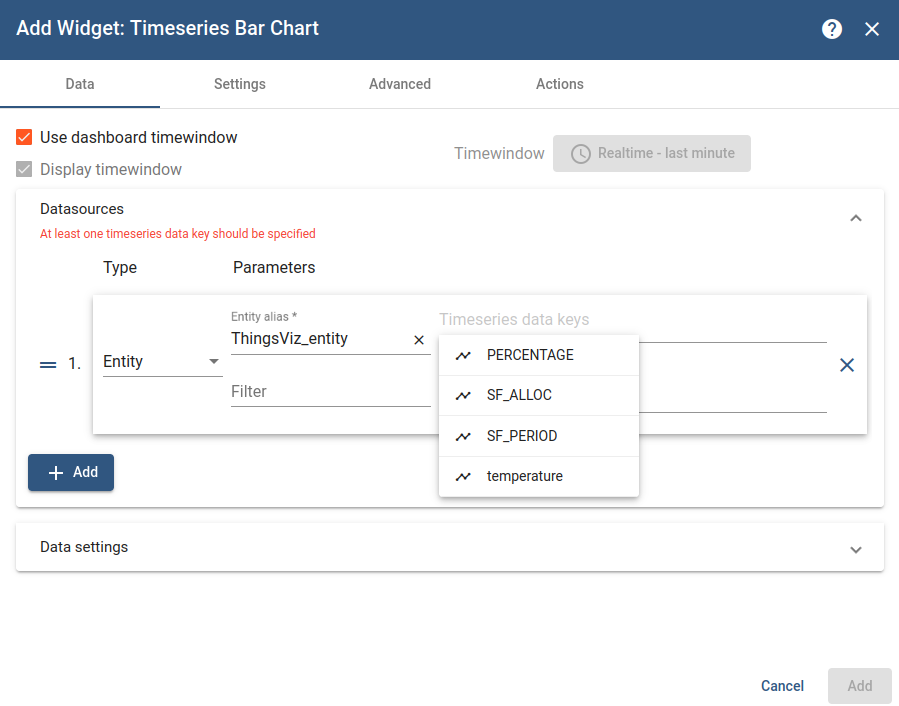 Add Widget: Timeseries Bar Chart
?
Data Settings Advanced Actions
Use dashboard timewindow
Display timewindow
Timewindow Realtime - last minute
Datasources
At least one timeseries data key should be specified
Type Parameters
1.
Entity
Entity alias *
ThingsViz_entity
Filter
Timeseries data keys
PERCENTAGE
SF_ALLOC
SF_PERIOD
temperature
+ Add
Data settings
Cancel Add